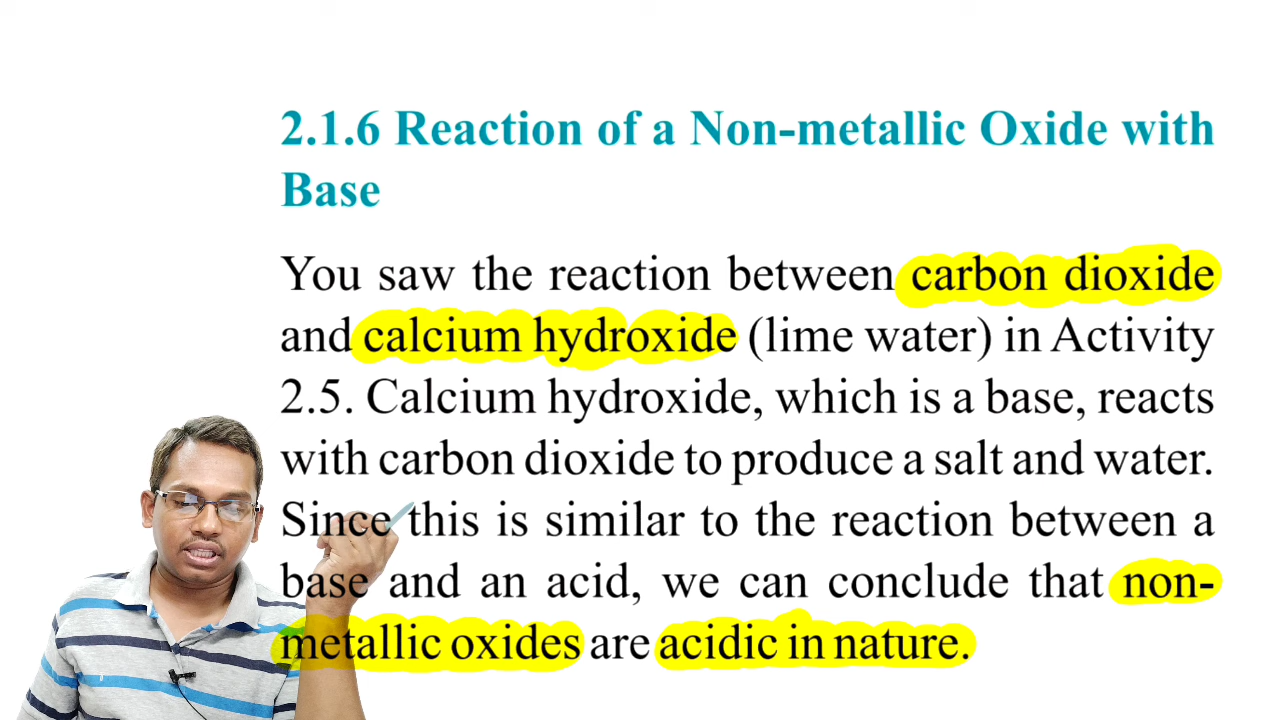 2.1.6 Reaction of a Non-metallic Oxide with
Base
You saw the reaction between carbon dioxide
and calcium hydroxide (lime water) in Activity
2.5. Calcium hydroxide, which is a base, reacts
with carbon dioxide to produce a salt and water.
Since this is similar to the reaction between a
base and an acid, we can conclude that non-
metallic oxides are acidic in nature.